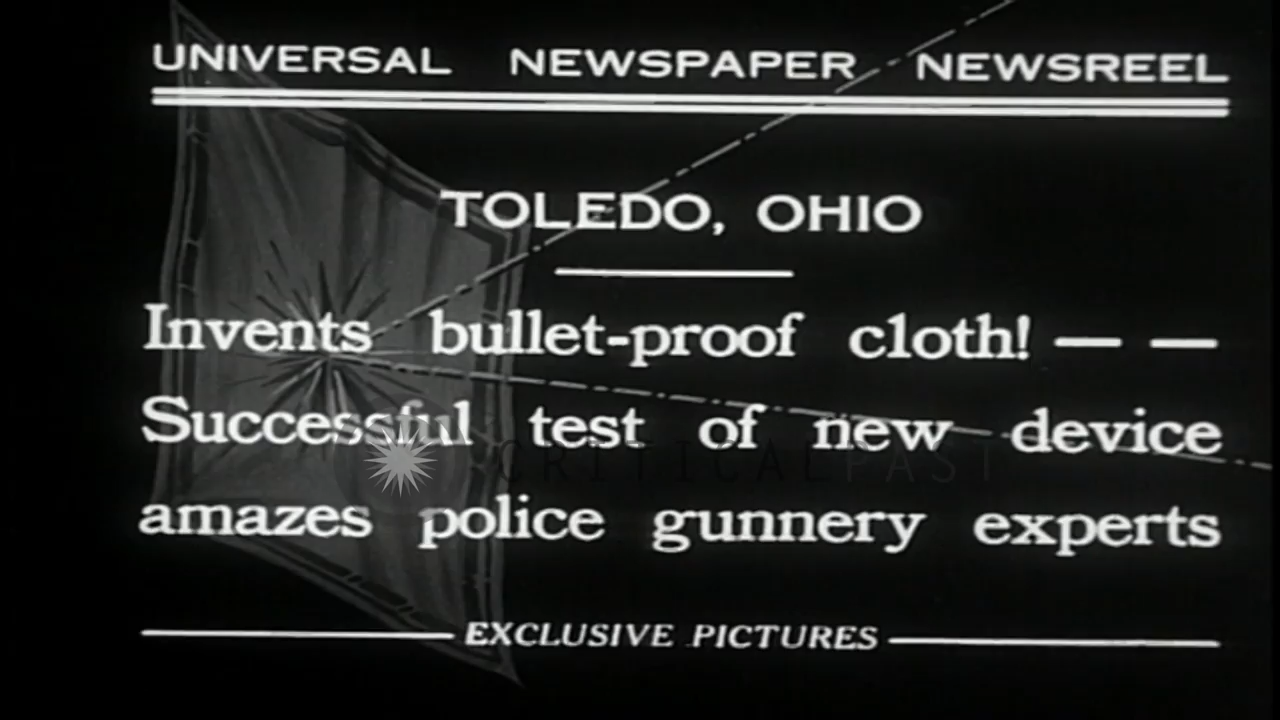 UNIVERSAL NEWSPAPER NEWSREEL
TOLEDO, OHIO
Invents bullet-proof cloth! — —
Successful test of new device
CRITICALPAST
amazes police gunnery experts
EXCLUSIVE PICTURES